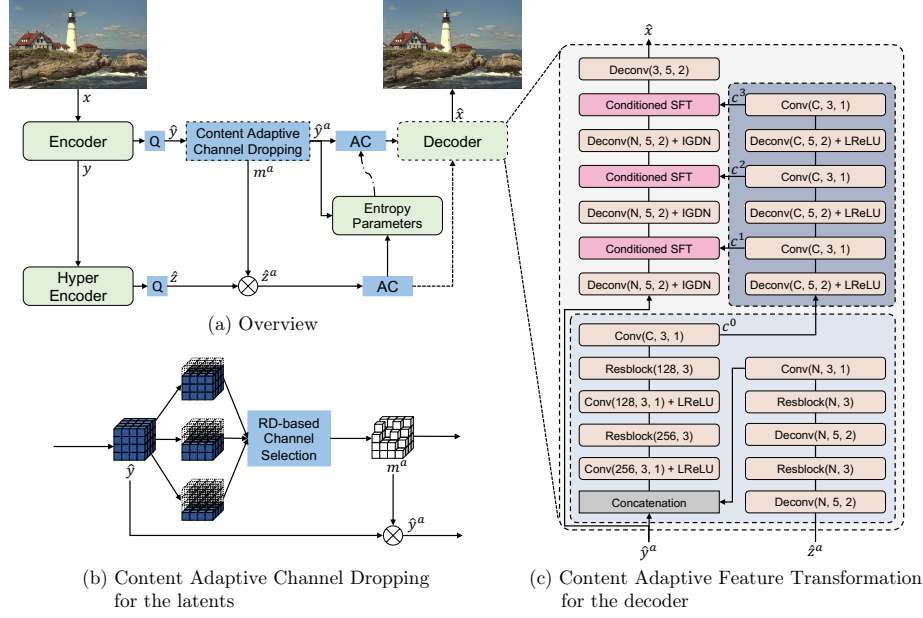 x
x̂
Encoder
Q
ŷ
Content Adaptive
Channel Dropping
ŷᵃ
AC
Decoder
y
mᵃ
Entropy
Parameters
Hyper
Encoder
Q
ẑ
ẑᵃ
AC
(a) Overview
ŷ
RD-based
Channel
Selection
mᵃ
ŷᵃ
(b) Content Adaptive Channel Dropping
for the latents
x̂
Deconv(3, 5, 2)
Conditioned SFT
c³
Conv(C, 3, 1)
Deconv(N, 5, 2) + IGDN
Deconv(C, 5, 2) + LReLU
Conditioned SFT
c²
Conv(C, 3, 1)
Deconv(N, 5, 2) + IGDN
Deconv(C, 5, 2) + LReLU
Conditioned SFT
c¹
Conv(C, 3, 1)
Deconv(N, 5, 2) + IGDN
Deconv(C, 5, 2) + LReLU
c⁰
Conv(C, 3, 1)
Resblock(128, 3)
Conv(N, 3, 1)
Conv(128, 3, 1) + LReLU
Resblock(N, 3)
Resblock(256, 3)
Deconv(N, 5, 2)
Conv(256, 3, 1) + LReLU
Resblock(N, 3)
Concatenation
Deconv(N, 5, 2)
ŷᵃ
ẑᵃ
(c) Content Adaptive Feature Transformation
for the decoder